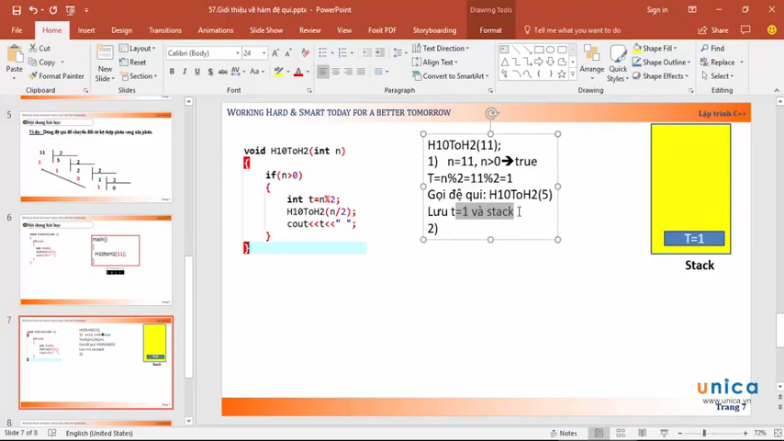 57.Giới thiệu về hàm đệ qui.pptx - PowerPoint
Drawing Tools
Sign in
File Home Insert Design Transitions Animations Slide Show Review View Foxit PDF Storyboarding Format Tell me what you want to do Share
Paste
Cut
Copy
Format Painter
Clipboard
New Slide
Layout
Reset
Section
Slides
Calibri (Body) 24
Font
Paragraph
Text Direction
Align Text
Convert to SmartArt
Arrange
Quick Styles
Shape Fill
Shape Outline
Shape Effects
Drawing
Find
Replace
Select
Editing
5
6
7
8
WORKING HARD & SMART TODAY FOR A BETTER TOMORROW
Lập trình C++
void H10ToH2(int n)
{
if(n>0)
{
int t=n%2;
H10ToH2(n/2);
cout<<t<<" ";
}
}
H10ToH2(11);
1) n=11, n>0➔true
T=n%2=11%2=1
Gọi đệ qui: H10ToH2(5)
Lưu t=1 và stack
2)
T=1
Stack
unica
www.unica.vn
Trang 7
Slide 7 of 8 English (United States) Notes 72%